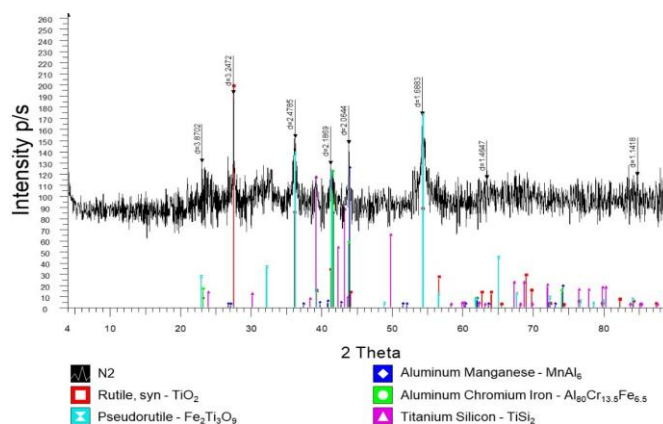 260
250
240
230
220
210
200
190
180
170
160
150
140
130
120
110
100
90
80
70
60
50
40
30
20
10
0
Intensity p/s
d=3.8702
d=3.2472
d=2.4785
d=2.1869
d=2.0644
d=1.6883
d=1.4647
d=1.1418
4 10 20 30 40 50 60 70 80
2 Theta
N2
Rutile, syn - TiO2
Pseudorutile - Fe2Ti3O9
Aluminum Manganese - MnAl6
Aluminum Chromium Iron - Al80Cr13.5Fe6.5
Titanium Silicon - TiSi2